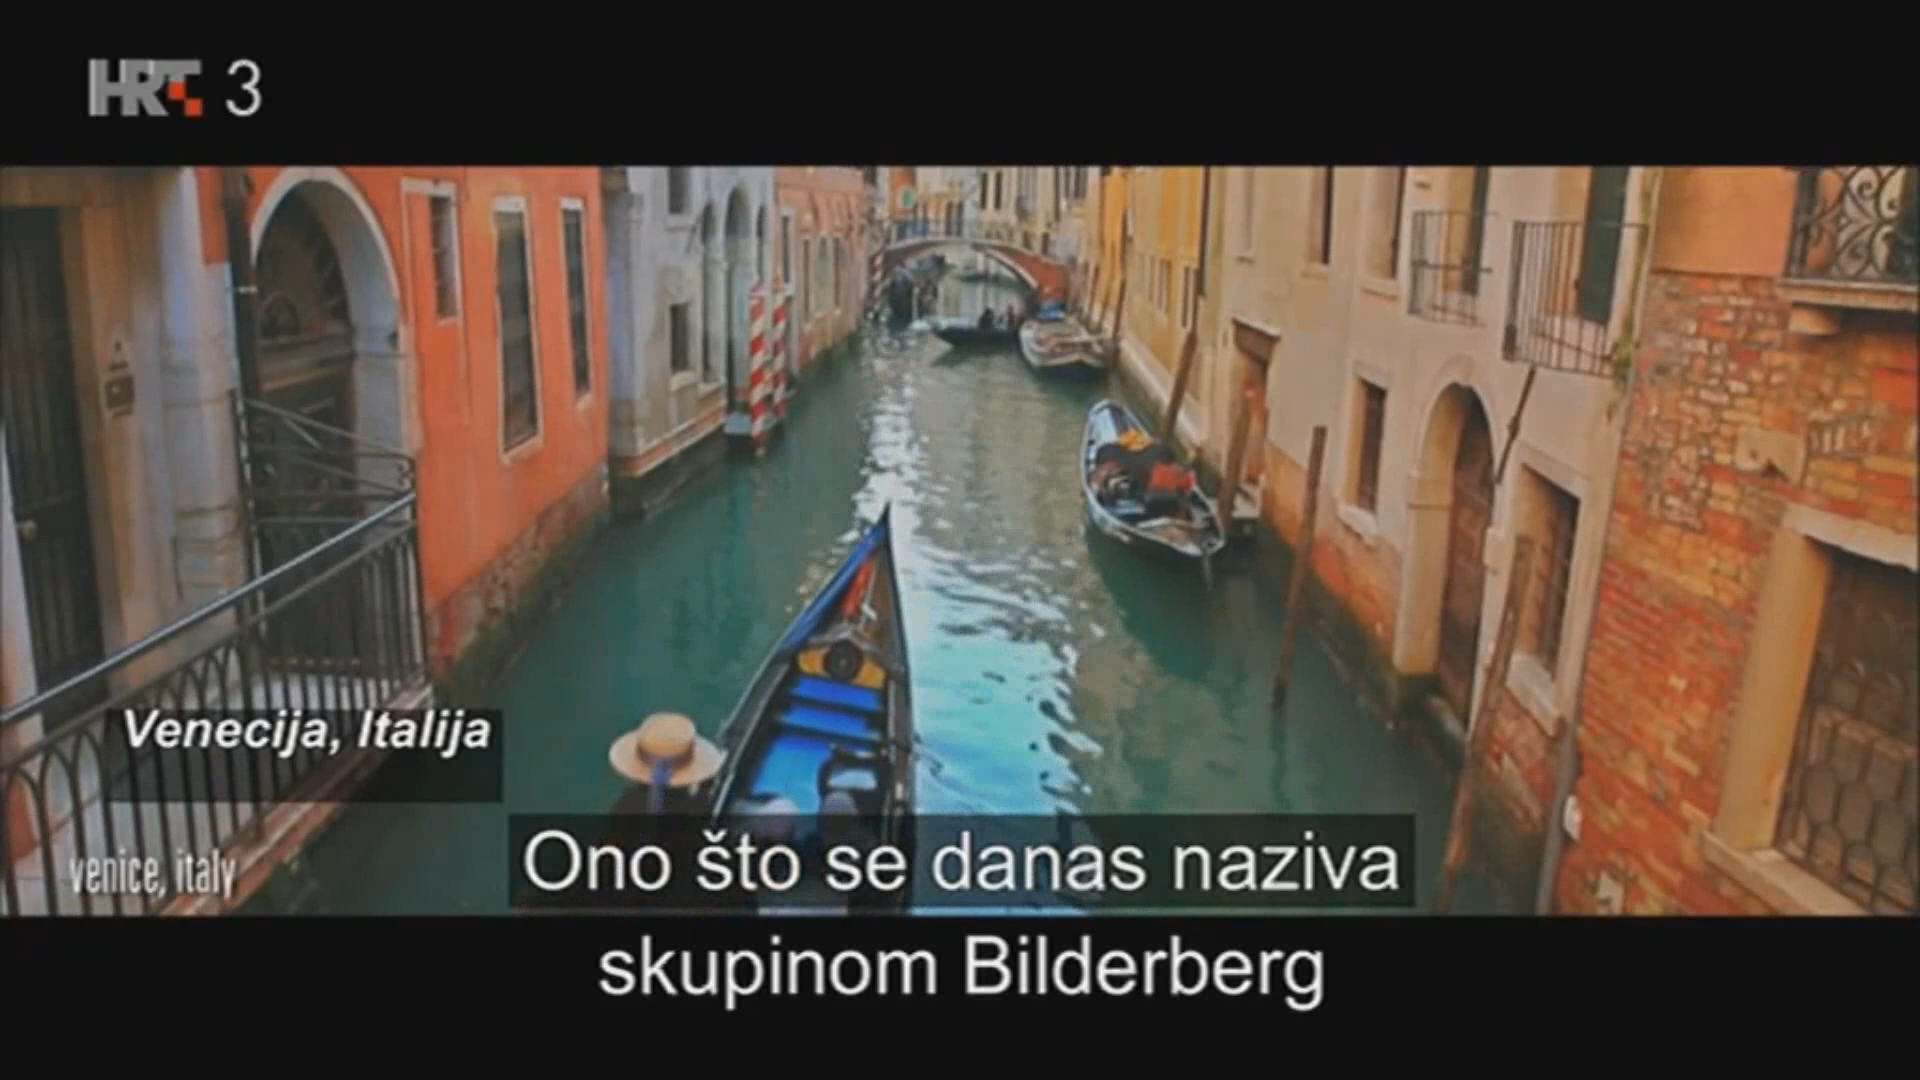 HRT 3
Venecija, Italija
venice, italy
Ono što se danas naziva
skupinom Bilderberg